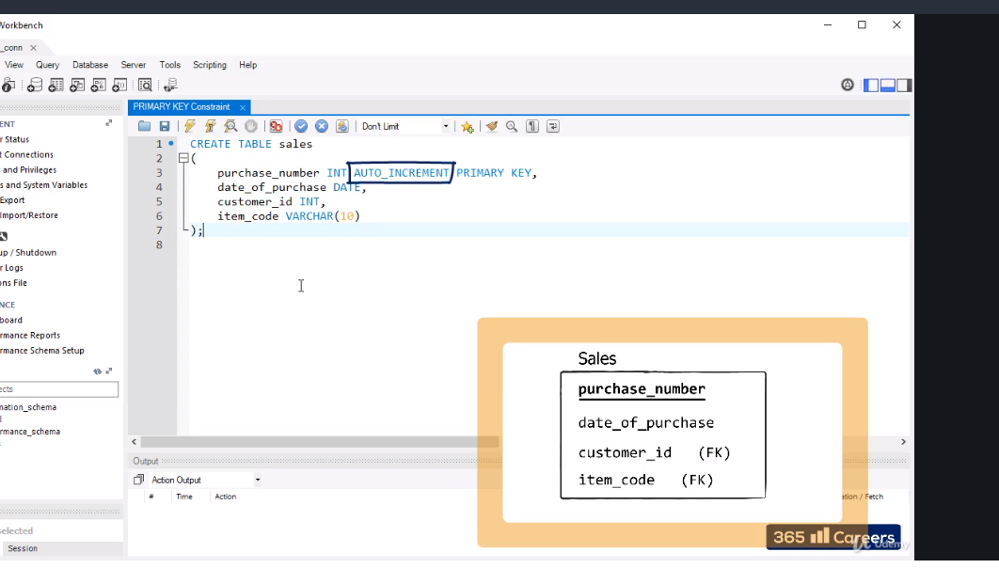 Workbench
_conn ×
View Query Database Server Tools Scripting Help
PRIMARY KEY Constraint ×
Don't Limit
ENT
r Status
t Connections
and Privileges
s and System Variables
Export
Import/Restore
up / Shutdown
r Logs
ons File
NCE
board
rmance Reports
rmance Schema Setup
ects
mation_schema
rmance_schema
elected
Session
1 CREATE TABLE sales
2 (
3 purchase_number INT AUTO_INCREMENT PRIMARY KEY,
4 date_of_purchase DATE,
5 customer_id INT,
6 item_code VARCHAR(10)
7 );
8
Output
Action Output
# Time Action
ation / Fetch
Sales
purchase_number
date_of_purchase
customer_id (FK)
item_code (FK)
365 Careers
Udemy